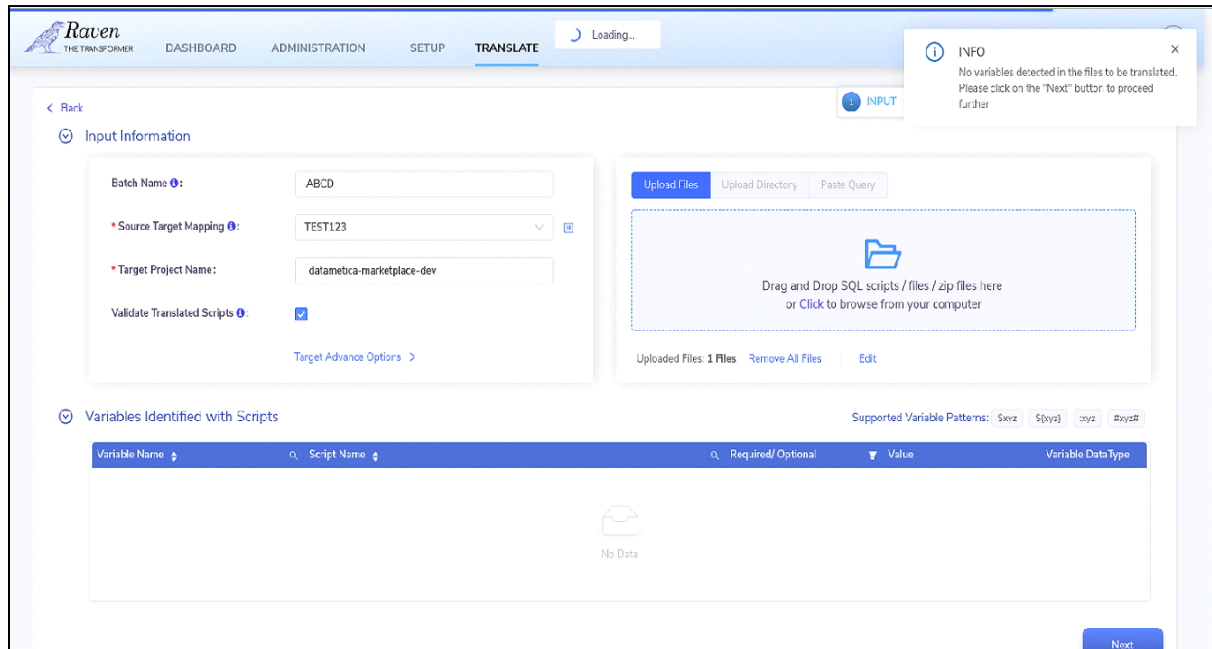 Raven
THE TRANSFORMER
DASHBOARD
ADMINISTRATION
SETUP
TRANSLATE
Loading...
INFO
No variables detected in the files to be translated.
Please click on the "Next" button to proceed
further
Back
1 INPUT
Input Information
Batch Name :
ABCD
* Source Target Mapping :
TEST123
* Target Project Name:
datametica-marketplace-dev
Validate Translated Scripts :
Target Advance Options >
Upload Files
Upload Directory
Paste Query
Drag and Drop SQL scripts / files / zip files here
or Click to browse from your computer
Uploaded Files: 1 Files Remove All Files | Edit
Variables Identified with Scripts
Supported Variable Patterns: $xyz ${xyz} :xyz #xyz#
Variable Name
Script Name
Required/ Optional
Value
Variable DataType
No Data
Next